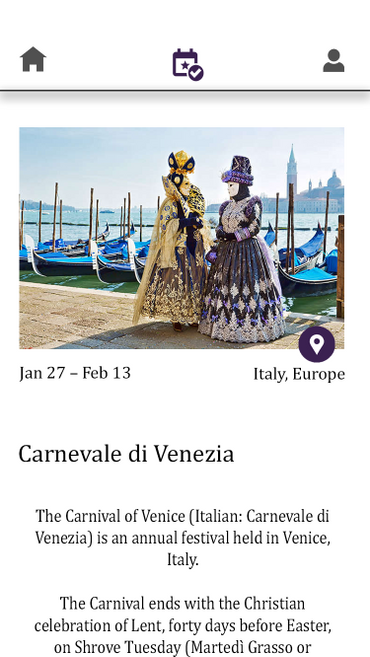 Jan 27 – Feb 13
Italy, Europe
Carnevale di Venezia
The Carnival of Venice (Italian: Carnevale di
Venezia) is an annual festival held in Venice,
Italy.
The Carnival ends with the Christian
celebration of Lent, forty days before Easter,
on Shrove Tuesday (Martedì Grasso or